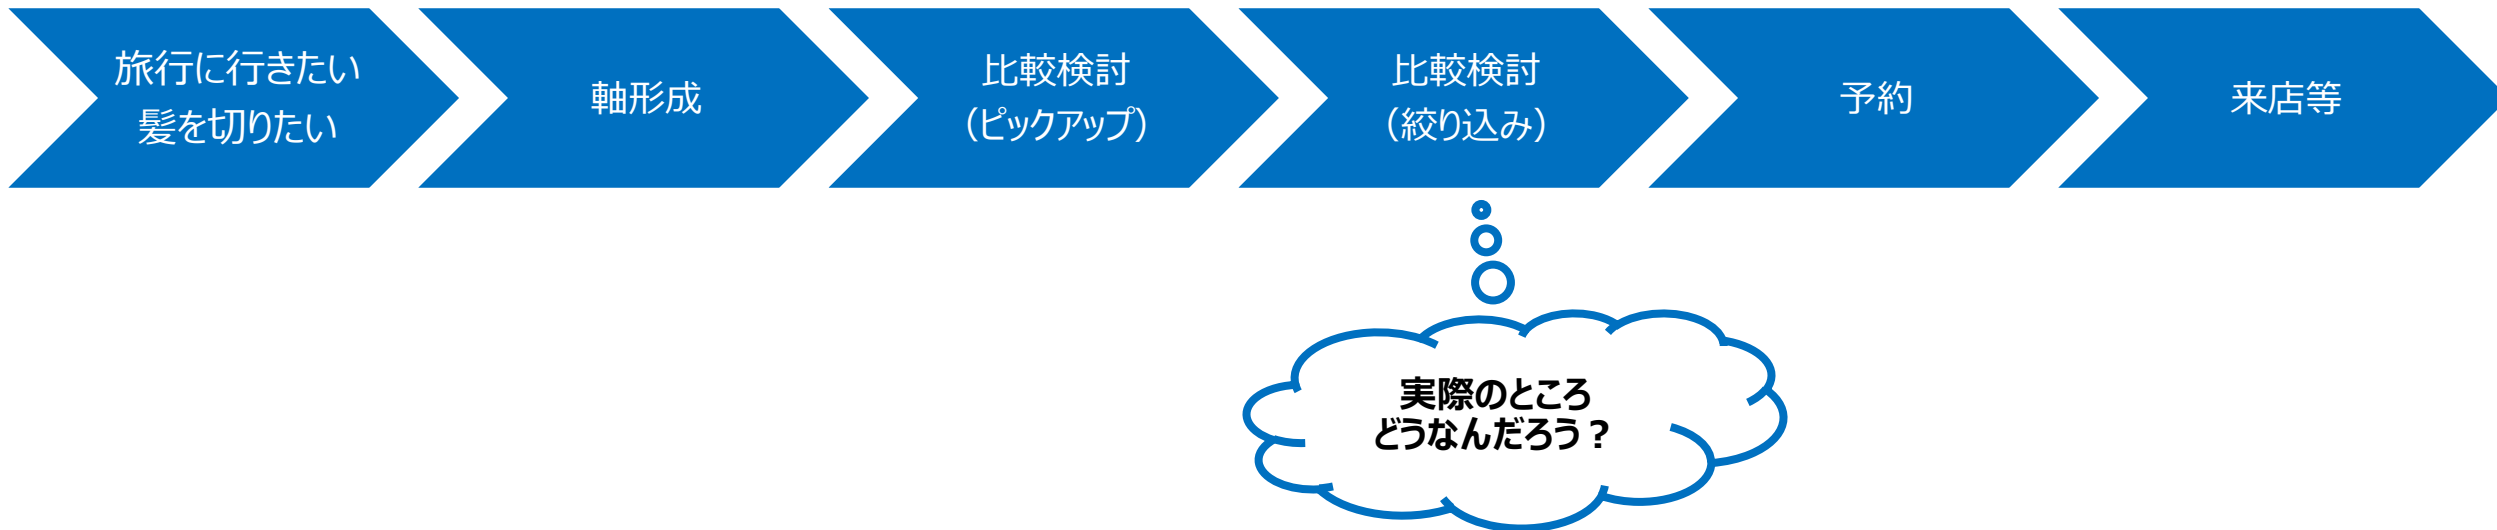 旅行に行きたい
髪を切りたい
軸形成
比較検討
(ピックアップ)
比較検討
(絞り込み)
予約
来店等
実際のところ
どうなんだろう?